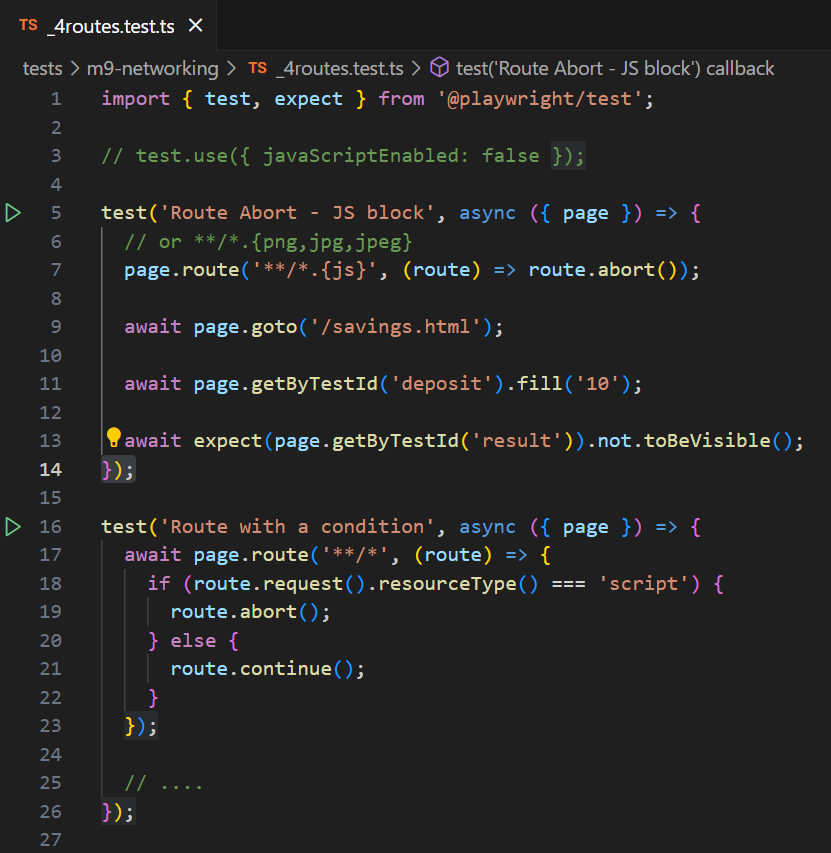 TS _4routes.test.ts ×
tests > m9-networking > TS _4routes.test.ts > test('Route Abort - JS block') callback
1 import { test, expect } from '@playwright/test';
2
3 // test.use({ javaScriptEnabled: false });
4
5 test('Route Abort - JS block', async ({ page }) => {
6   // or **/*.{png,jpg,jpeg}
7   page.route('**/*.{js}', (route) => route.abort());
8
9   await page.goto('/savings.html');
10
11   await page.getByTestId('deposit').fill('10');
12
13   await expect(page.getByTestId('result')).not.toBeVisible();
14 });
15
16 test('Route with a condition', async ({ page }) => {
17   await page.route('**/*', (route) => {
18     if (route.request().resourceType() === 'script') {
19       route.abort();
20     } else {
21       route.continue();
22     }
23   });
24
25   // ....
26 });
27